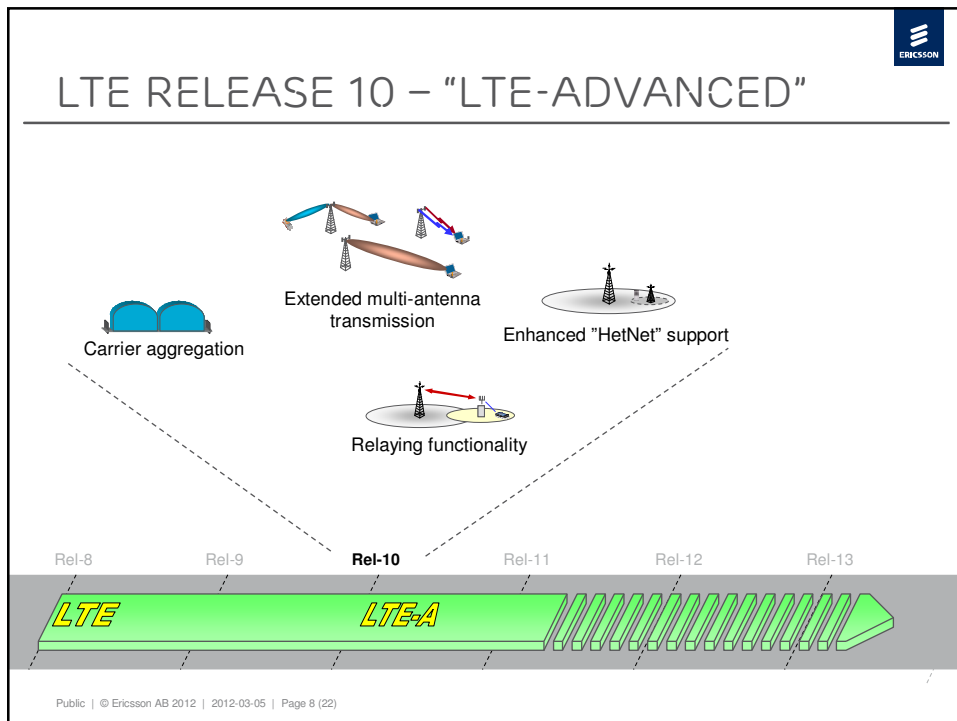 ERICSSON
LTE RELEASE 10 – "LTE-ADVANCED"
Extended multi-antenna
transmission
Enhanced "HetNet" support
Carrier aggregation
Relaying functionality
Rel-8 Rel-9 Rel-10 Rel-11 Rel-12 Rel-13
LTE LTE-A
Public | © Ericsson AB 2012 | 2012-03-05 | Page 8 (22)